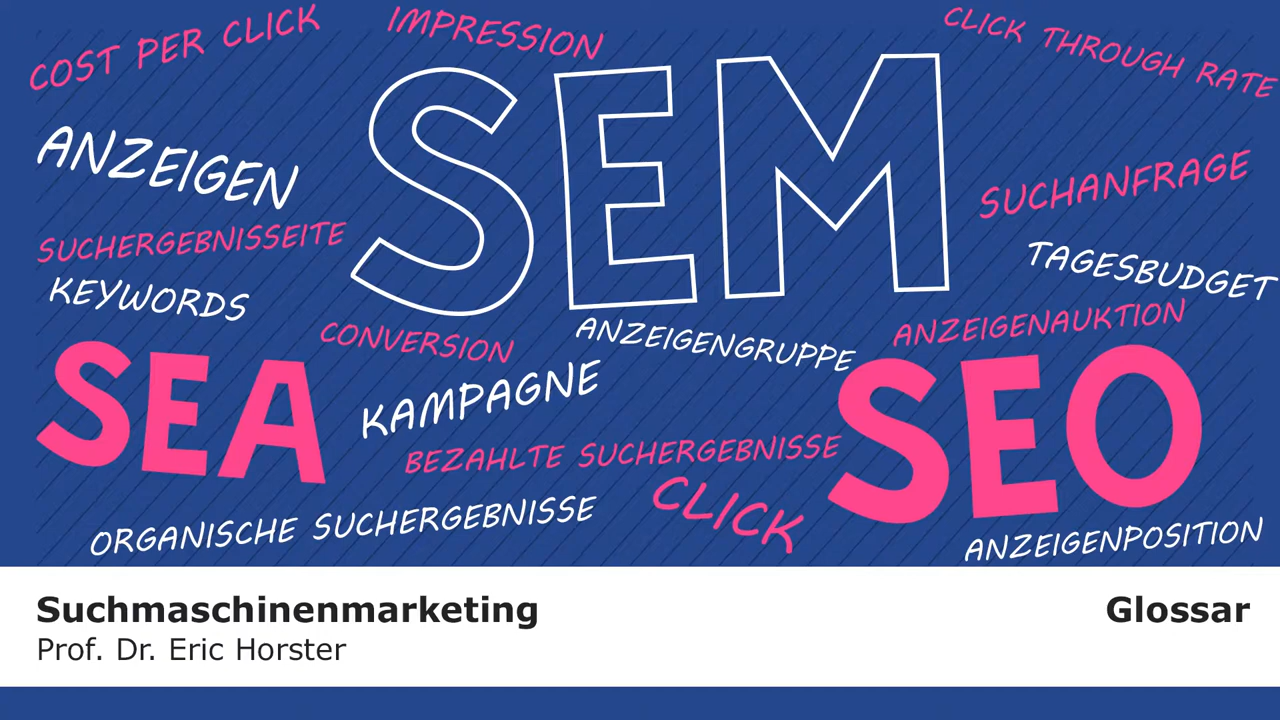 COST PER CLICK
IMPRESSION
CLICK THROUGH RATE
SEM
ANZEIGEN
SUCHANFRAGE
SUCHERGEBNISSEITE
TAGESBUDGET
KEYWORDS
CONVERSION
ANZEIGENGRUPPE
ANZEIGENAUKTION
SEA
KAMPAGNE
SEO
BEZAHLTE SUCHERGEBNISSE
CLICK
ORGANISCHE SUCHERGEBNISSE
ANZEIGENPOSITION
Suchmaschinenmarketing
Glossar
Prof. Dr. Eric Horster